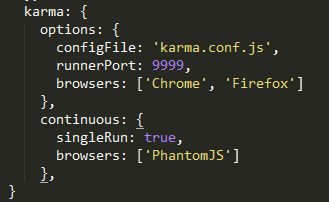 karma: {
  options: {
    configFile: 'karma.conf.js',
    runnerPort: 9999,
    browsers: ['Chrome', 'Firefox']
  },
  continuous: {
    singleRun: true,
    browsers: ['PhantomJS']
  },
}